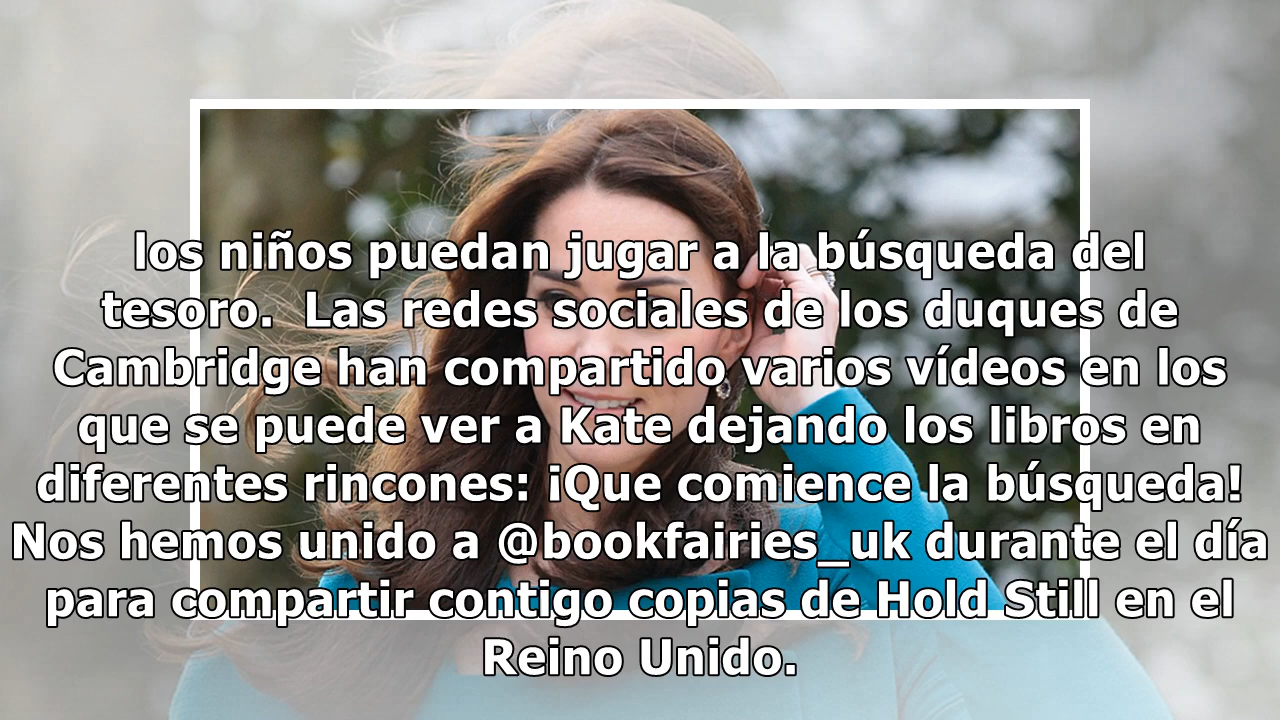 los niños puedan jugar a la búsqueda del
tesoro.  Las redes sociales de los duques de
Cambridge han compartido varios vídeos en los
que se puede ver a Kate dejando los libros en
diferentes rincones: ¡Que comience la búsqueda!
Nos hemos unido a @bookfairies_uk durante el día
para compartir contigo copias de Hold Still en el
Reino Unido.